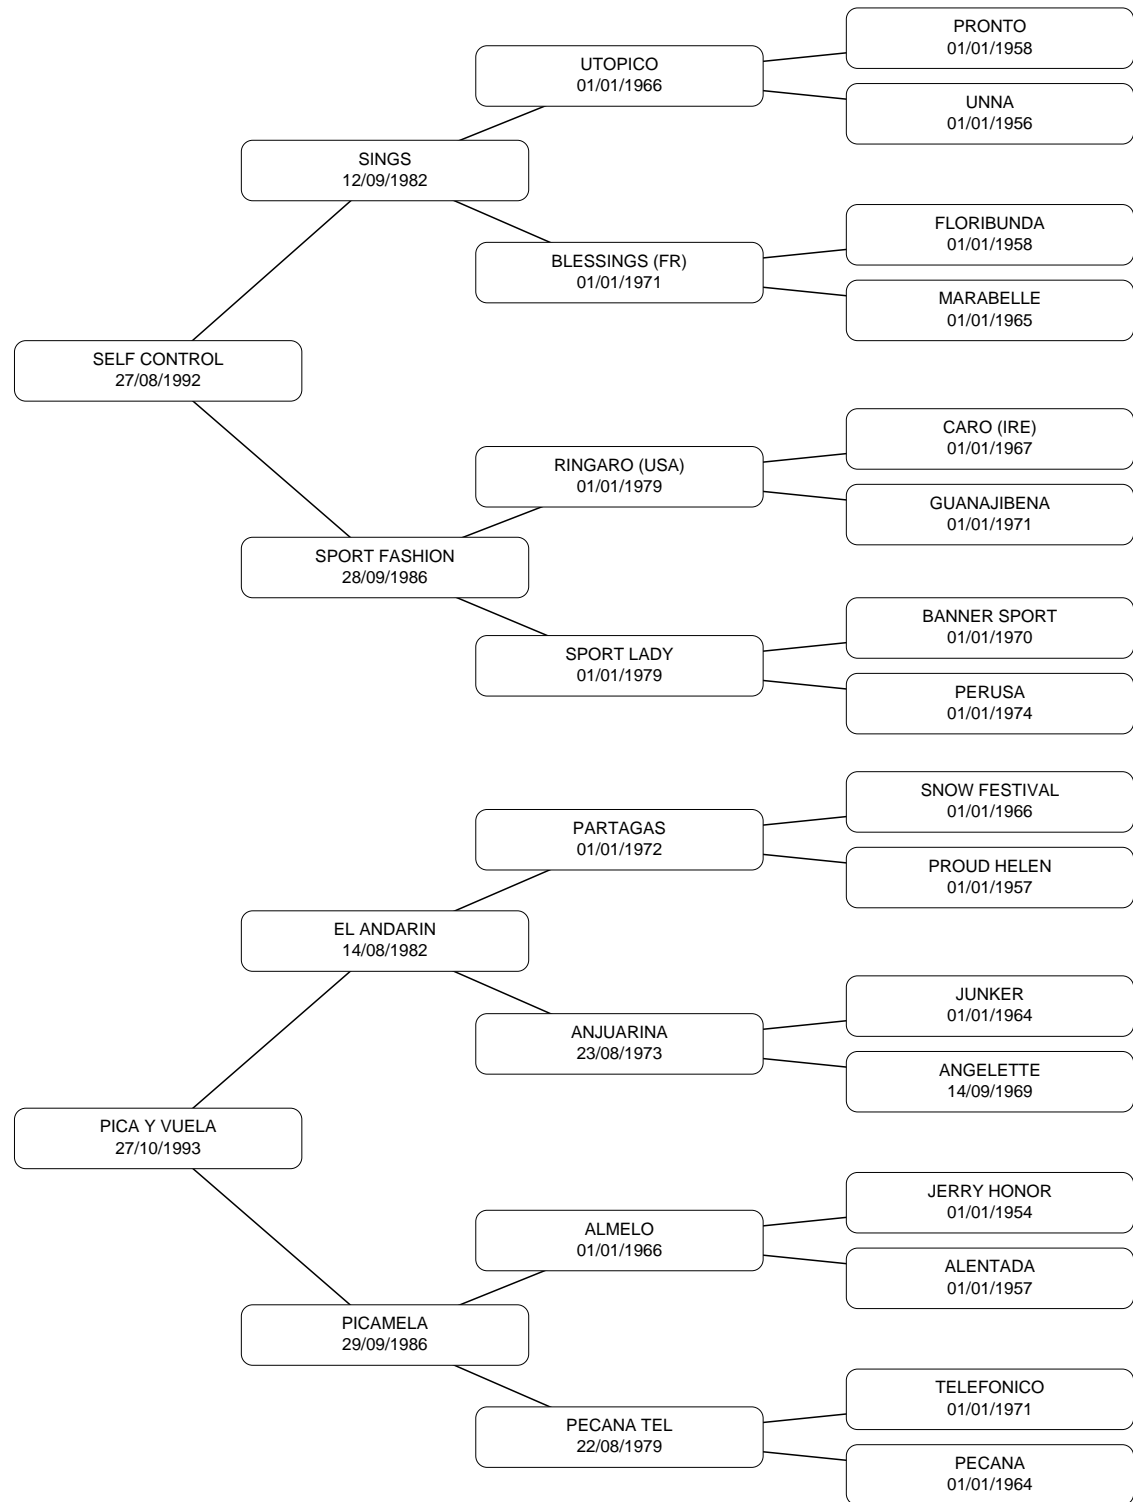 PRONTO
01/01/1958
UTOPICO
01/01/1966
UNNA
01/01/1956
SINGS
12/09/1982
FLORIBUNDA
01/01/1958
BLESSINGS (FR)
01/01/1971
MARABELLE
01/01/1965
SELF CONTROL
27/08/1992
CARO (IRE)
01/01/1967
RINGARO (USA)
01/01/1979
GUANAJIBENA
01/01/1971
SPORT FASHION
28/09/1986
BANNER SPORT
01/01/1970
SPORT LADY
01/01/1979
PERUSA
01/01/1974
SNOW FESTIVAL
01/01/1966
PARTAGAS
01/01/1972
PROUD HELEN
01/01/1957
EL ANDARIN
14/08/1982
JUNKER
01/01/1964
ANJUARINA
23/08/1973
ANGELETTE
14/09/1969
PICA Y VUELA
27/10/1993
JERRY HONOR
01/01/1954
ALMELO
01/01/1966
ALENTADA
01/01/1957
PICAMELA
29/09/1986
TELEFONICO
01/01/1971
PECANA TEL
22/08/1979
PECANA
01/01/1964